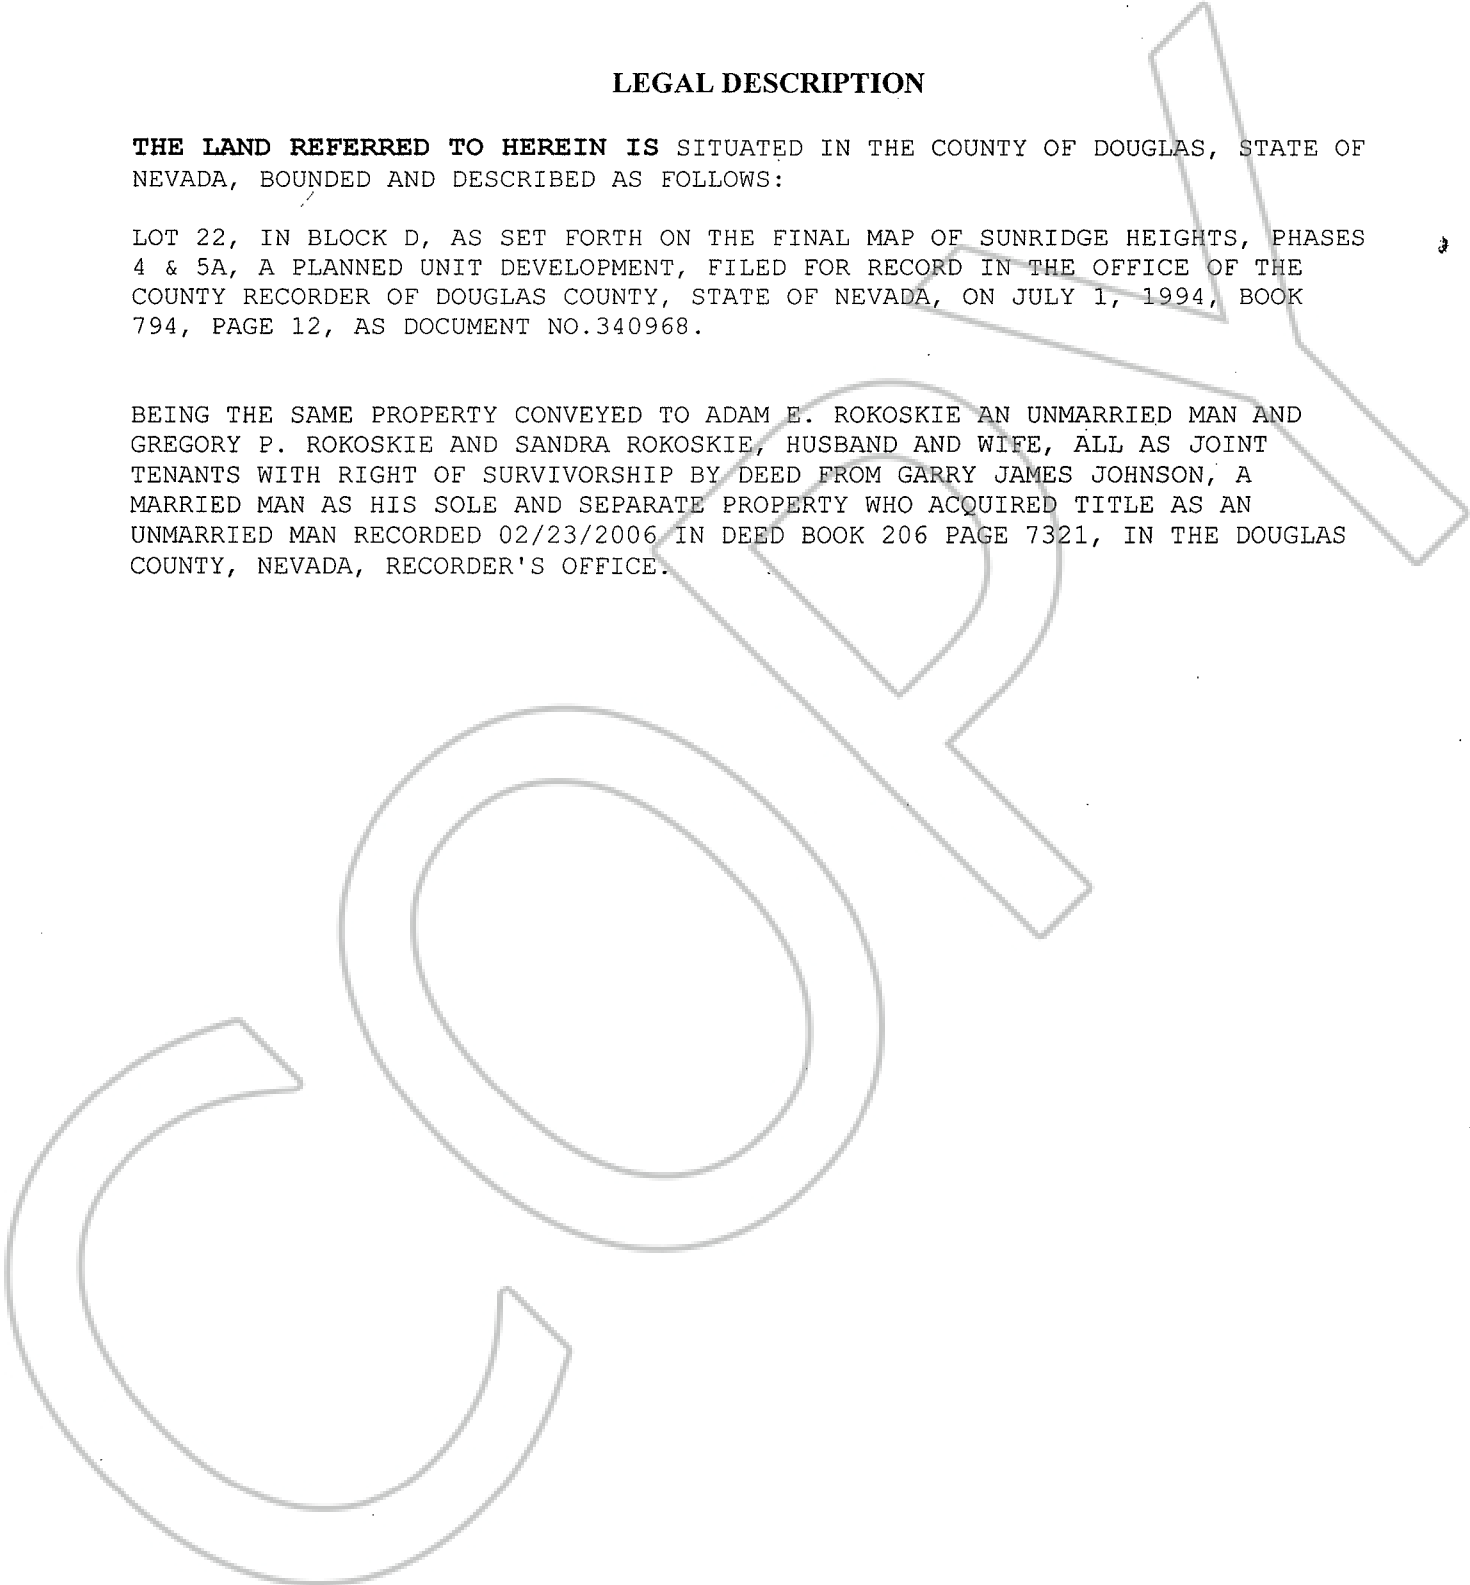 LEGAL DESCRIPTION
THE LAND REFERRED TO HEREIN IS SITUATED IN THE COUNTY OF DOUGLAS, STATE OF
NEVADA, BOUNDED AND DESCRIBED AS FOLLOWS:
LOT 22, IN BLOCK D, AS SET FORTH ON THE FINAL MAP OF SUNRIDGE HEIGHTS, PHASES
4 & 5A, A PLANNED UNIT DEVELOPMENT, FILED FOR RECORD IN THE OFFICE OF THE
COUNTY RECORDER OF DOUGLAS COUNTY, STATE OF NEVADA, ON JULY 1, 1994, BOOK
794, PAGE 12, AS DOCUMENT NO.340968.
BEING THE SAME PROPERTY CONVEYED TO ADAM E. ROKOSKIE AN UNMARRIED MAN AND
GREGORY P. ROKOSKIE AND SANDRA ROKOSKIE, HUSBAND AND WIFE, ALL AS JOINT
TENANTS WITH RIGHT OF SURVIVORSHIP BY DEED FROM GARRY JAMES JOHNSON, A
MARRIED MAN AS HIS SOLE AND SEPARATE PROPERTY WHO ACQUIRED TITLE AS AN
UNMARRIED MAN RECORDED 02/23/2006 IN DEED BOOK 206 PAGE 7321, IN THE DOUGLAS
COUNTY, NEVADA, RECORDER'S OFFICE.
COPY